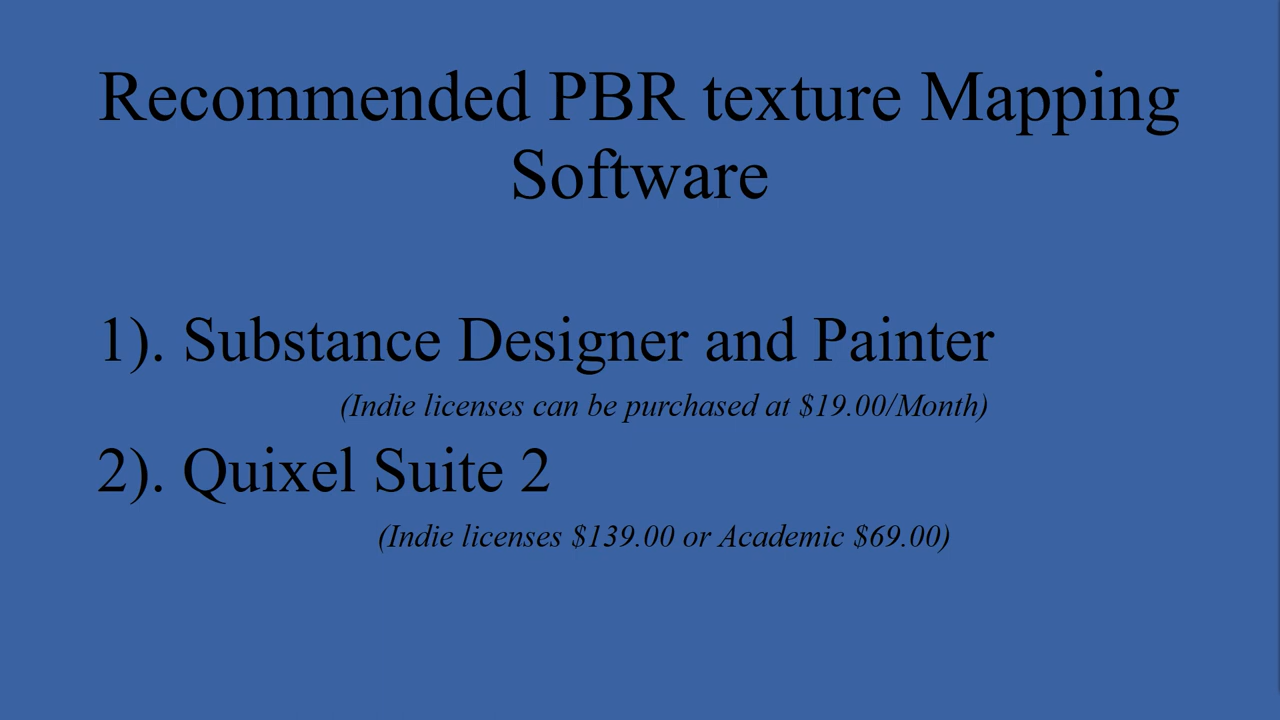 Recommended PBR texture Mapping
Software
1). Substance Designer and Painter
(Indie licenses can be purchased at $19.00/Month)
2). Quixel Suite 2
(Indie licenses $139.00 or Academic $69.00)